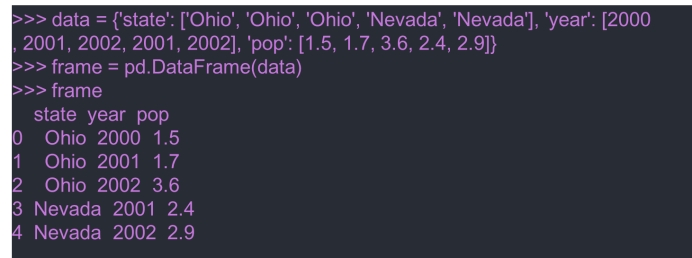 >>> data = {'state': ['Ohio', 'Ohio', 'Ohio', 'Nevada', 'Nevada'], 'year': [2000
, 2001, 2002, 2001, 2002], 'pop': [1.5, 1.7, 3.6, 2.4, 2.9]}
>>> frame = pd.DataFrame(data)
>>> frame
state year pop
0 Ohio 2000 1.5
1 Ohio 2001 1.7
2 Ohio 2002 3.6
3 Nevada 2001 2.4
4 Nevada 2002 2.9